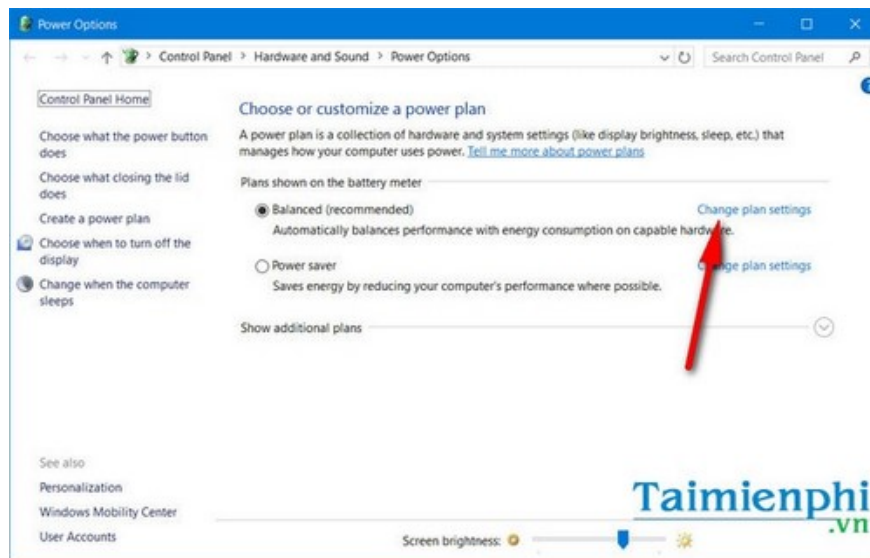 Power Options
Control Panel > Hardware and Sound > Power Options
Search Control Panel
Control Panel Home
Choose what the power button
does
Choose what closing the lid
does
Create a power plan
Choose when to turn off the
display
Change when the computer
sleeps
Choose or customize a power plan
A power plan is a collection of hardware and system settings (like display brightness, sleep, etc.) that
manages how your computer uses power. Tell me more about power plans
Plans shown on the battery meter
Balanced (recommended) Change plan settings
Automatically balances performance with energy consumption on capable hardware.
Power saver Change plan settings
Saves energy by reducing your computer's performance where possible.
Show additional plans
See also
Personalization
Windows Mobility Center
User Accounts
Screen brightness:
Taimienphi
.vn